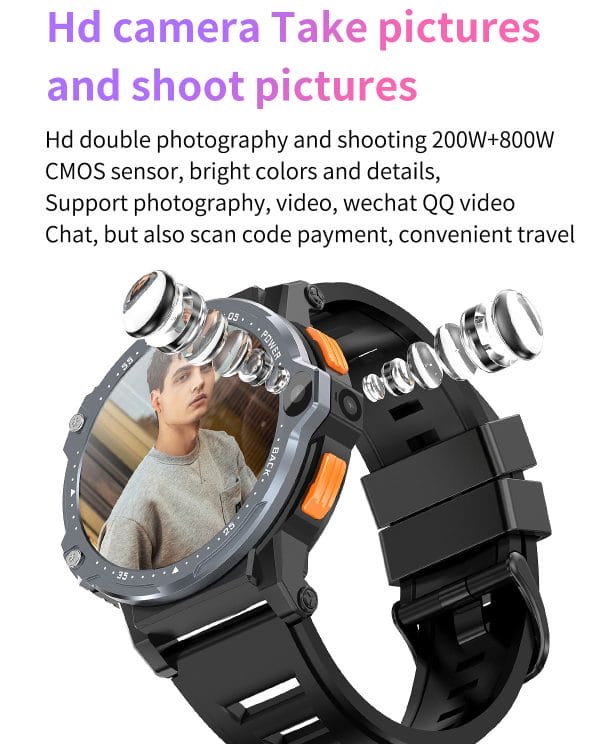 Hd camera Take pictures
and shoot pictures
Hd double photography and shooting 200W+800W
CMOS sensor, bright colors and details,
Support photography, video, wechat QQ video
Chat, but also scan code payment, convenient travel
05
POWER
55
BACK
25
35